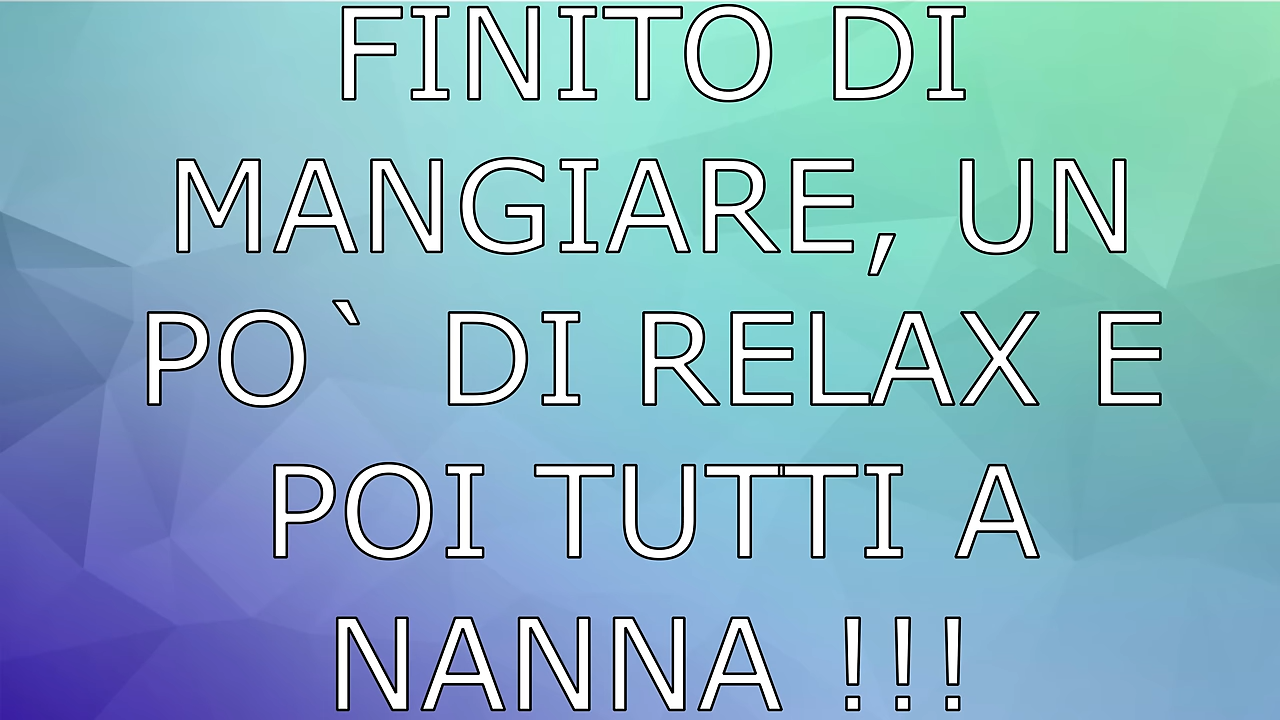 FINITO DI
MANGIARE, UN
PO` DI RELAX E
POI TUTTI A
NANNA !!!